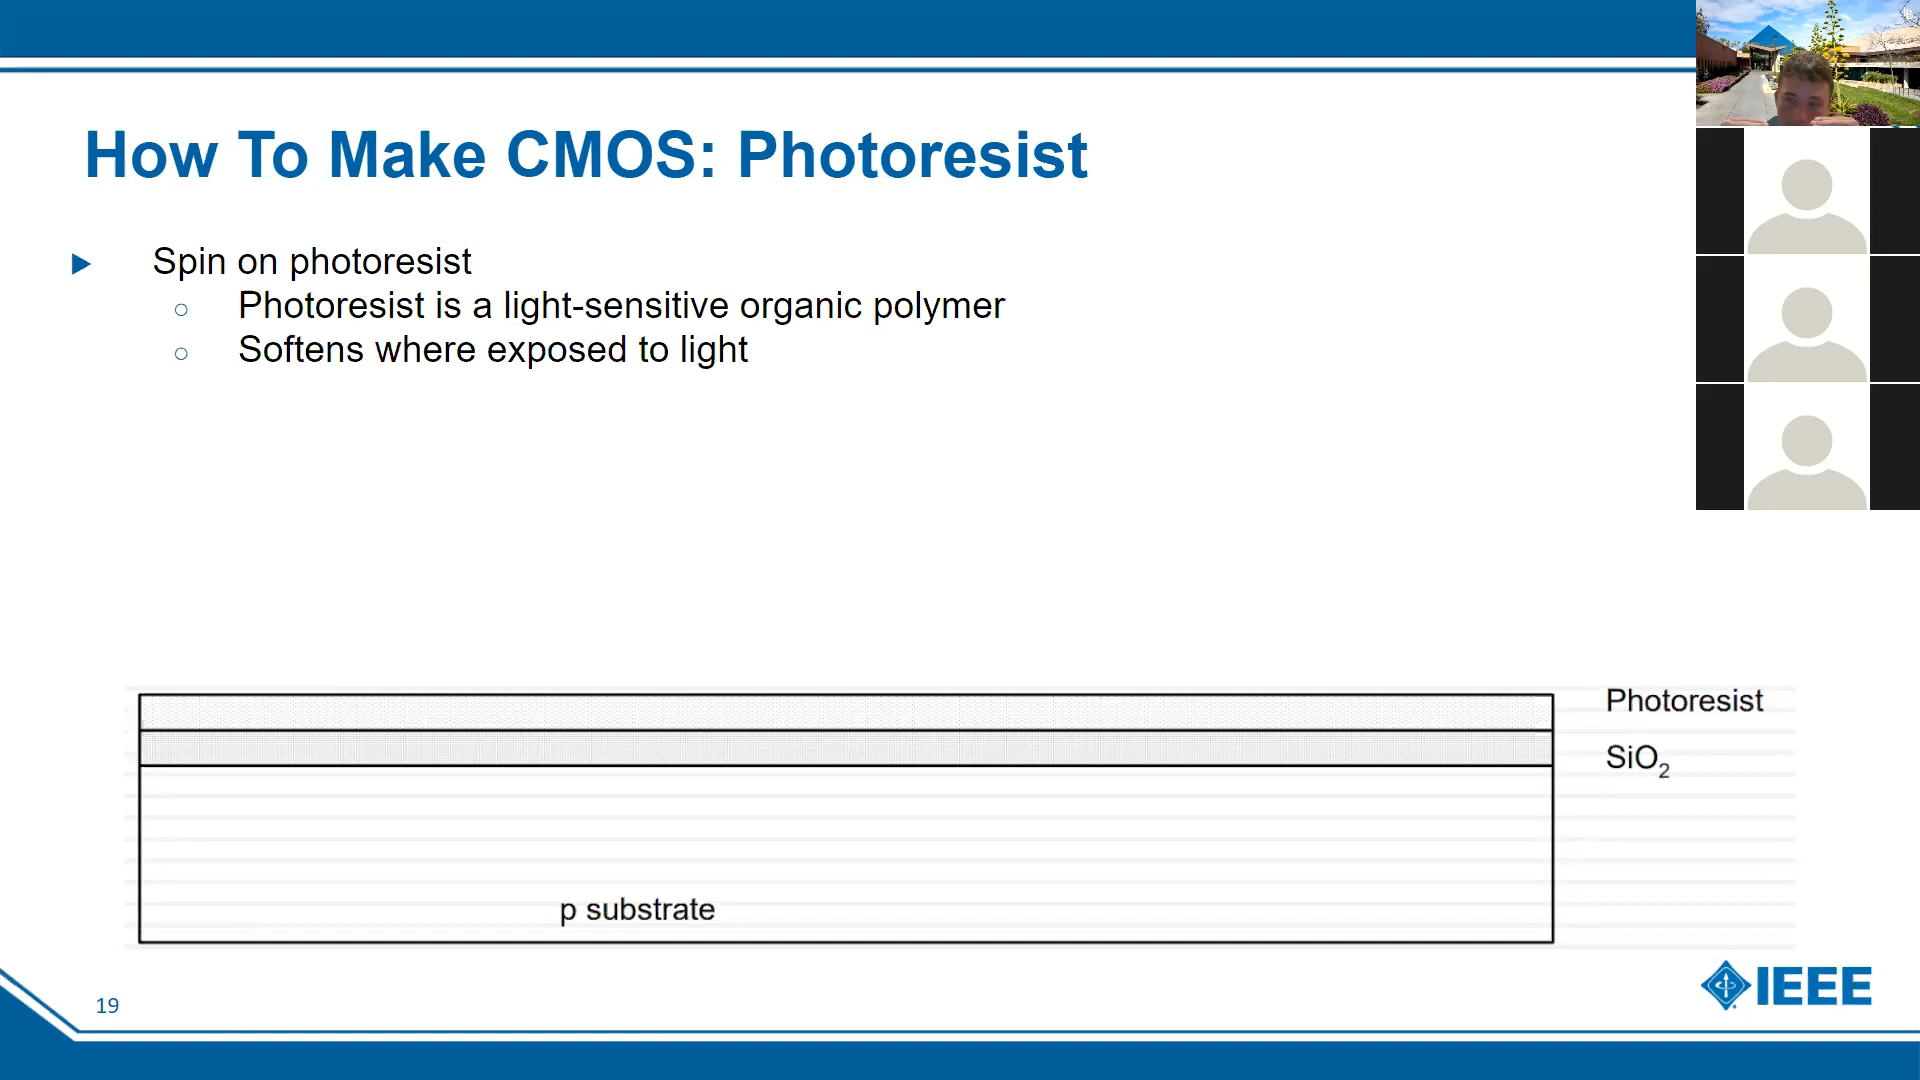 How To Make CMOS: Photoresist
Spin on photoresist
Photoresist is a light-sensitive organic polymer
Softens where exposed to light
Photoresist
SiO₂
p substrate
19
IEEE